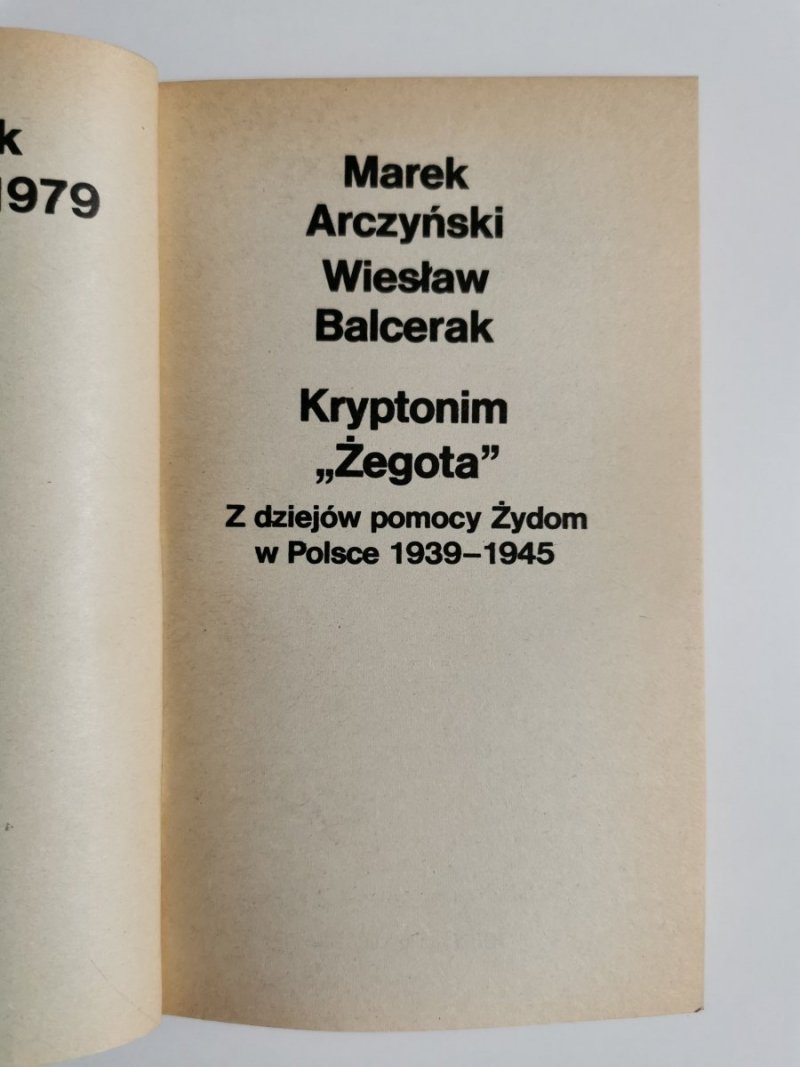 k
1979
Marek
Arczyński
Wiesław
Balcerak
Kryptonim
„Żegota”
Z dziejów pomocy Żydom
w Polsce 1939–1945